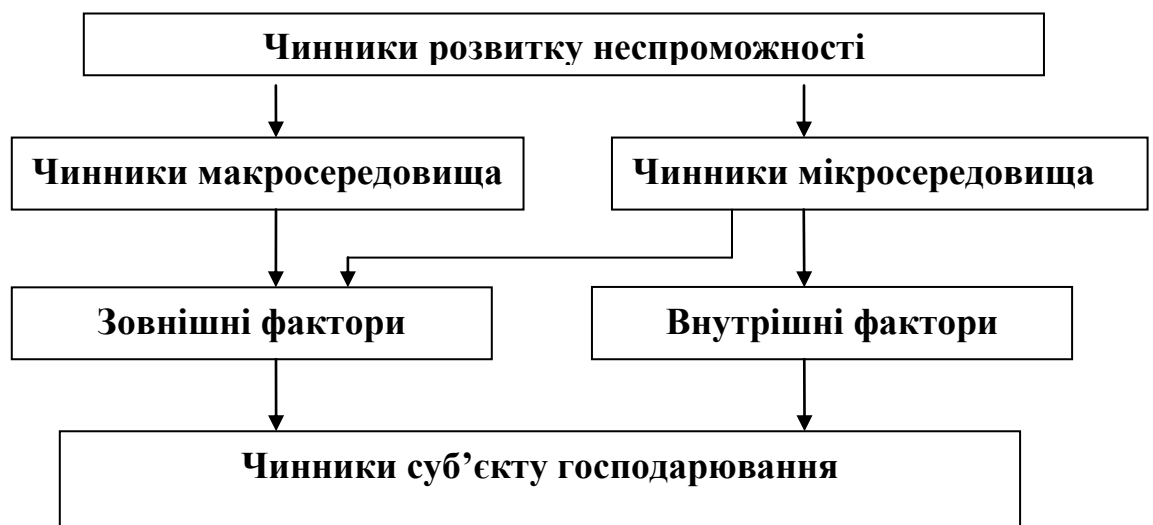 Чинники розвитку неспроможності
Чинники макросередовища
Чинники мікросередовища
Зовнішні фактори
Внутрішні фактори
Чинники суб’єкту господарювання